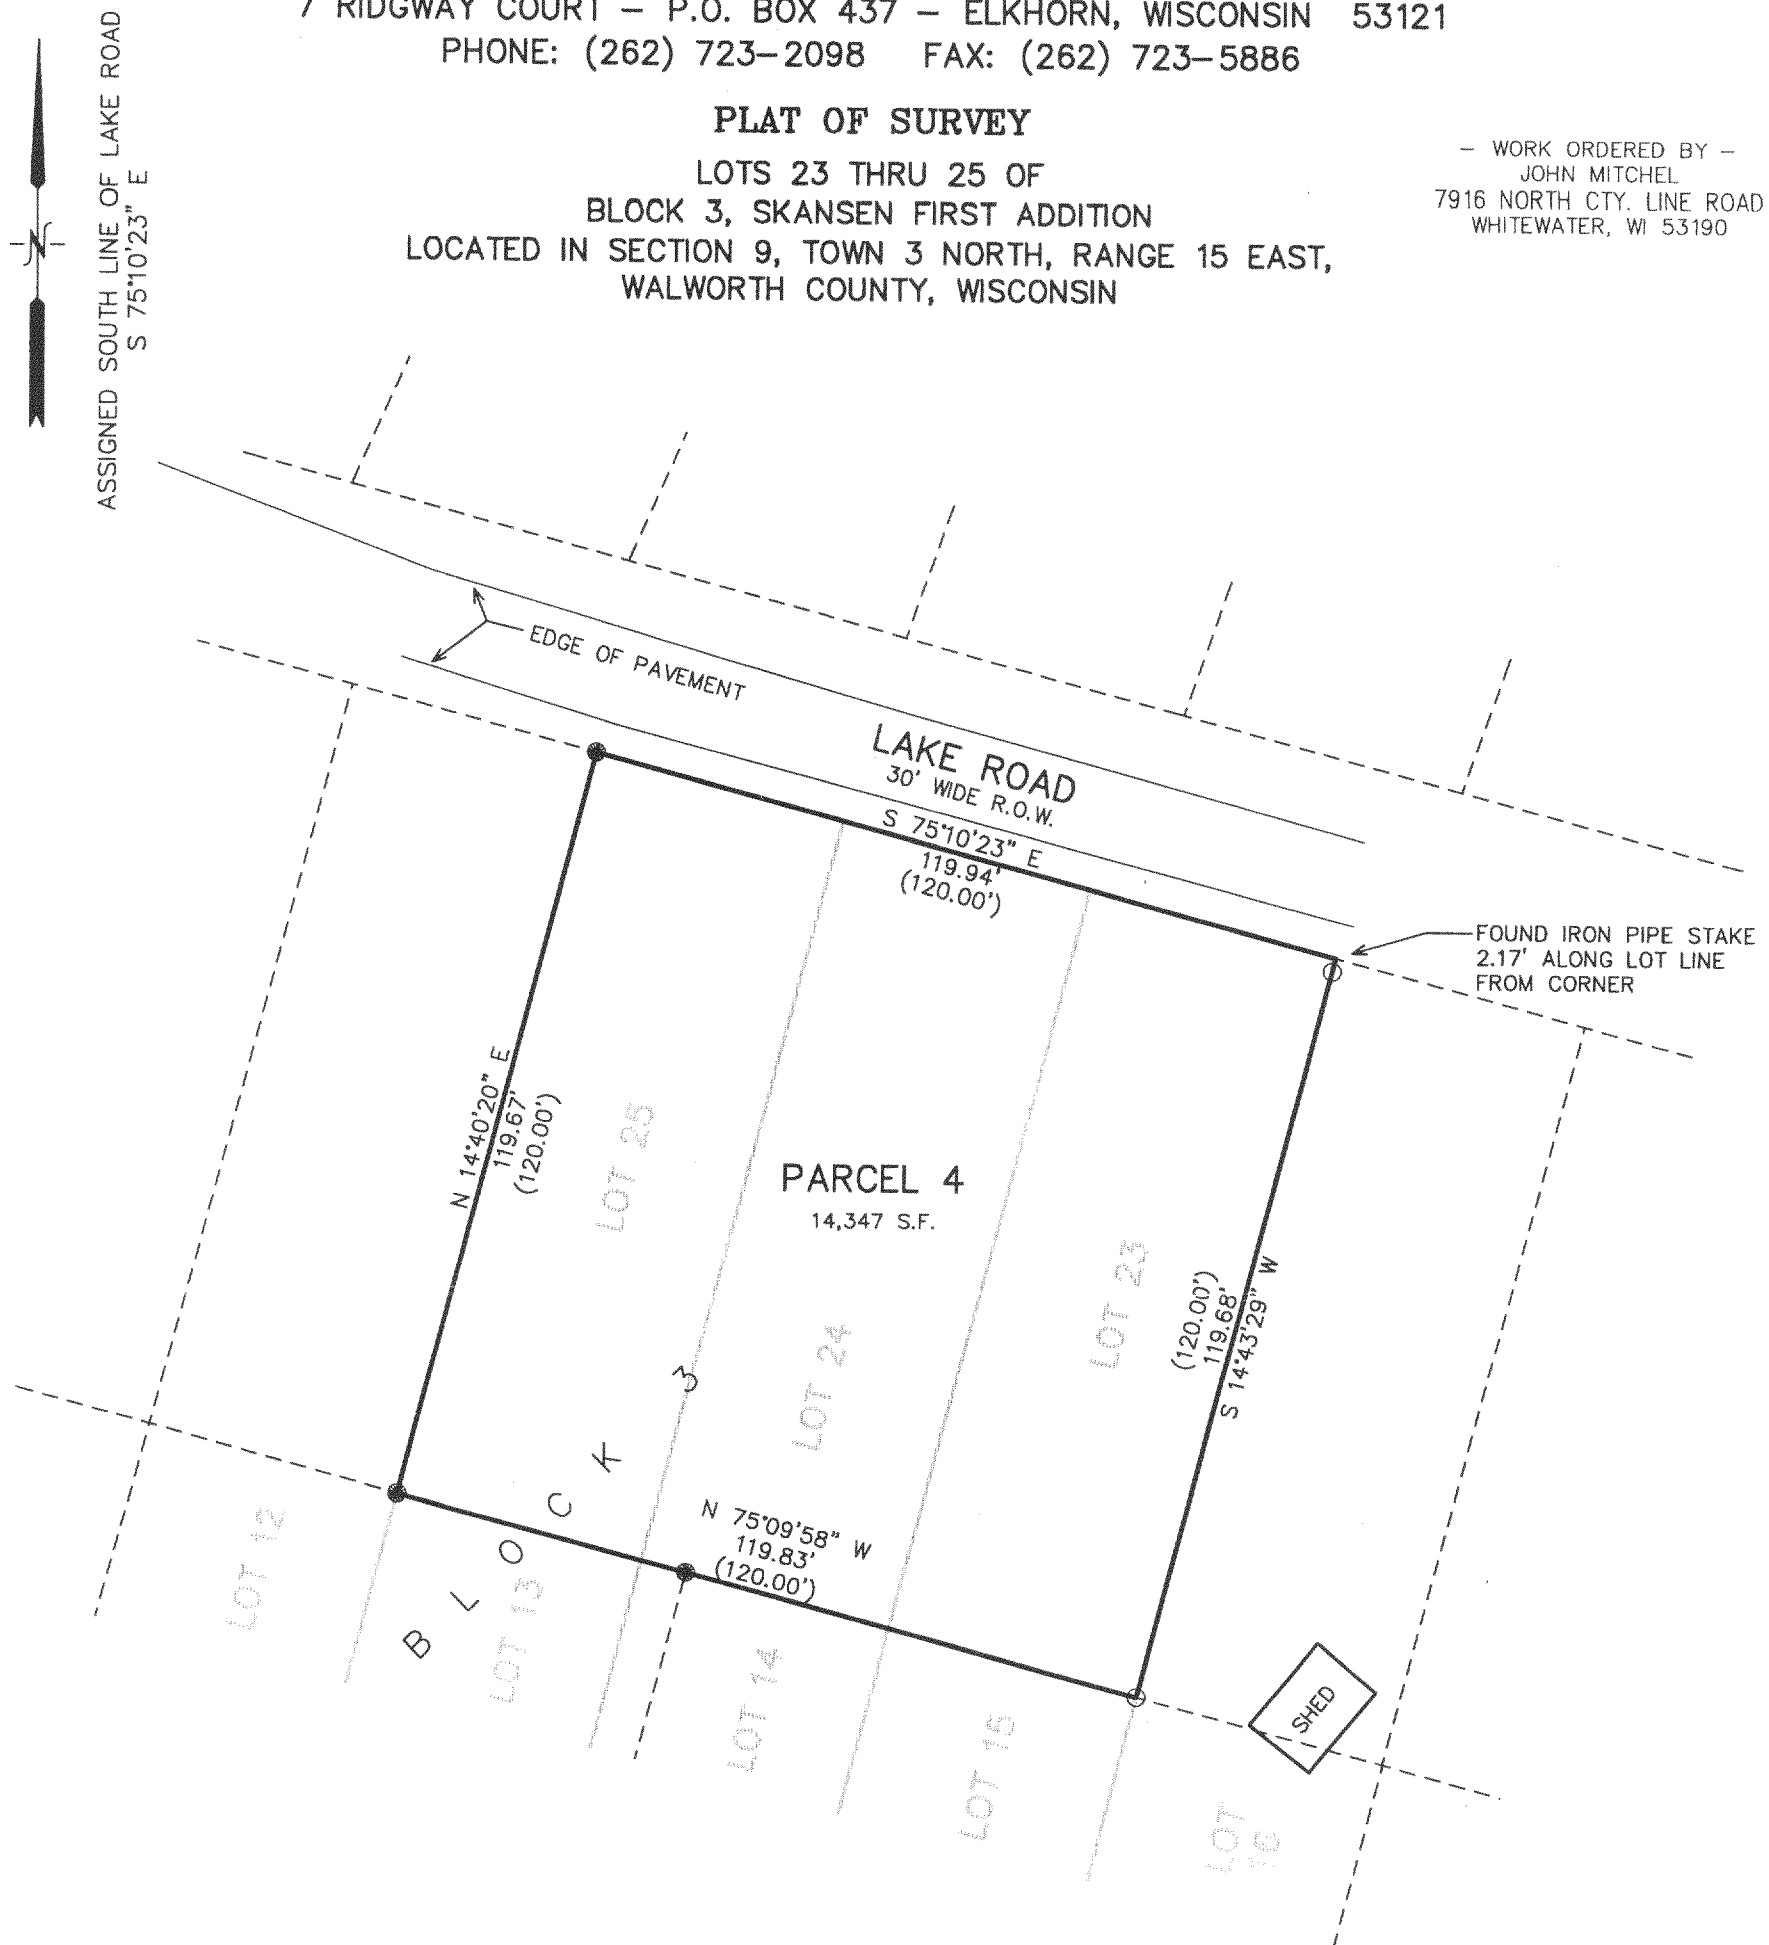 7 RIDGWAY COURT – P.O. BOX 437 – ELKHORN, WISCONSIN 53121
PHONE: (262) 723–2098 FAX: (262) 723–5886
PLAT OF SURVEY
LOTS 23 THRU 25 OF
BLOCK 3, SKANSEN FIRST ADDITION
LOCATED IN SECTION 9, TOWN 3 NORTH, RANGE 15 EAST,
WALWORTH COUNTY, WISCONSIN
– WORK ORDERED BY –
JOHN MITCHEL
7916 NORTH CTY. LINE ROAD
WHITEWATER, WI 53190
ASSIGNED SOUTH LINE OF LAKE ROAD
S 75°10'23" E
N
EDGE OF PAVEMENT
LAKE ROAD
30' WIDE R.O.W.
S 75°10'23" E
119.94'
(120.00')
FOUND IRON PIPE STAKE
2.17' ALONG LOT LINE
FROM CORNER
N 14°40'20" E
119.67'
(120.00')
LOT 25
PARCEL 4
14,347 S.F.
LOT 24
LOT 23
(120.00')
119.68'
S 14°43'29" W
BLOCK 3
N 75°09'58" W
119.83'
(120.00')
LOT 12
LOT 13
LOT 14
LOT 15
LOT
16
SHED